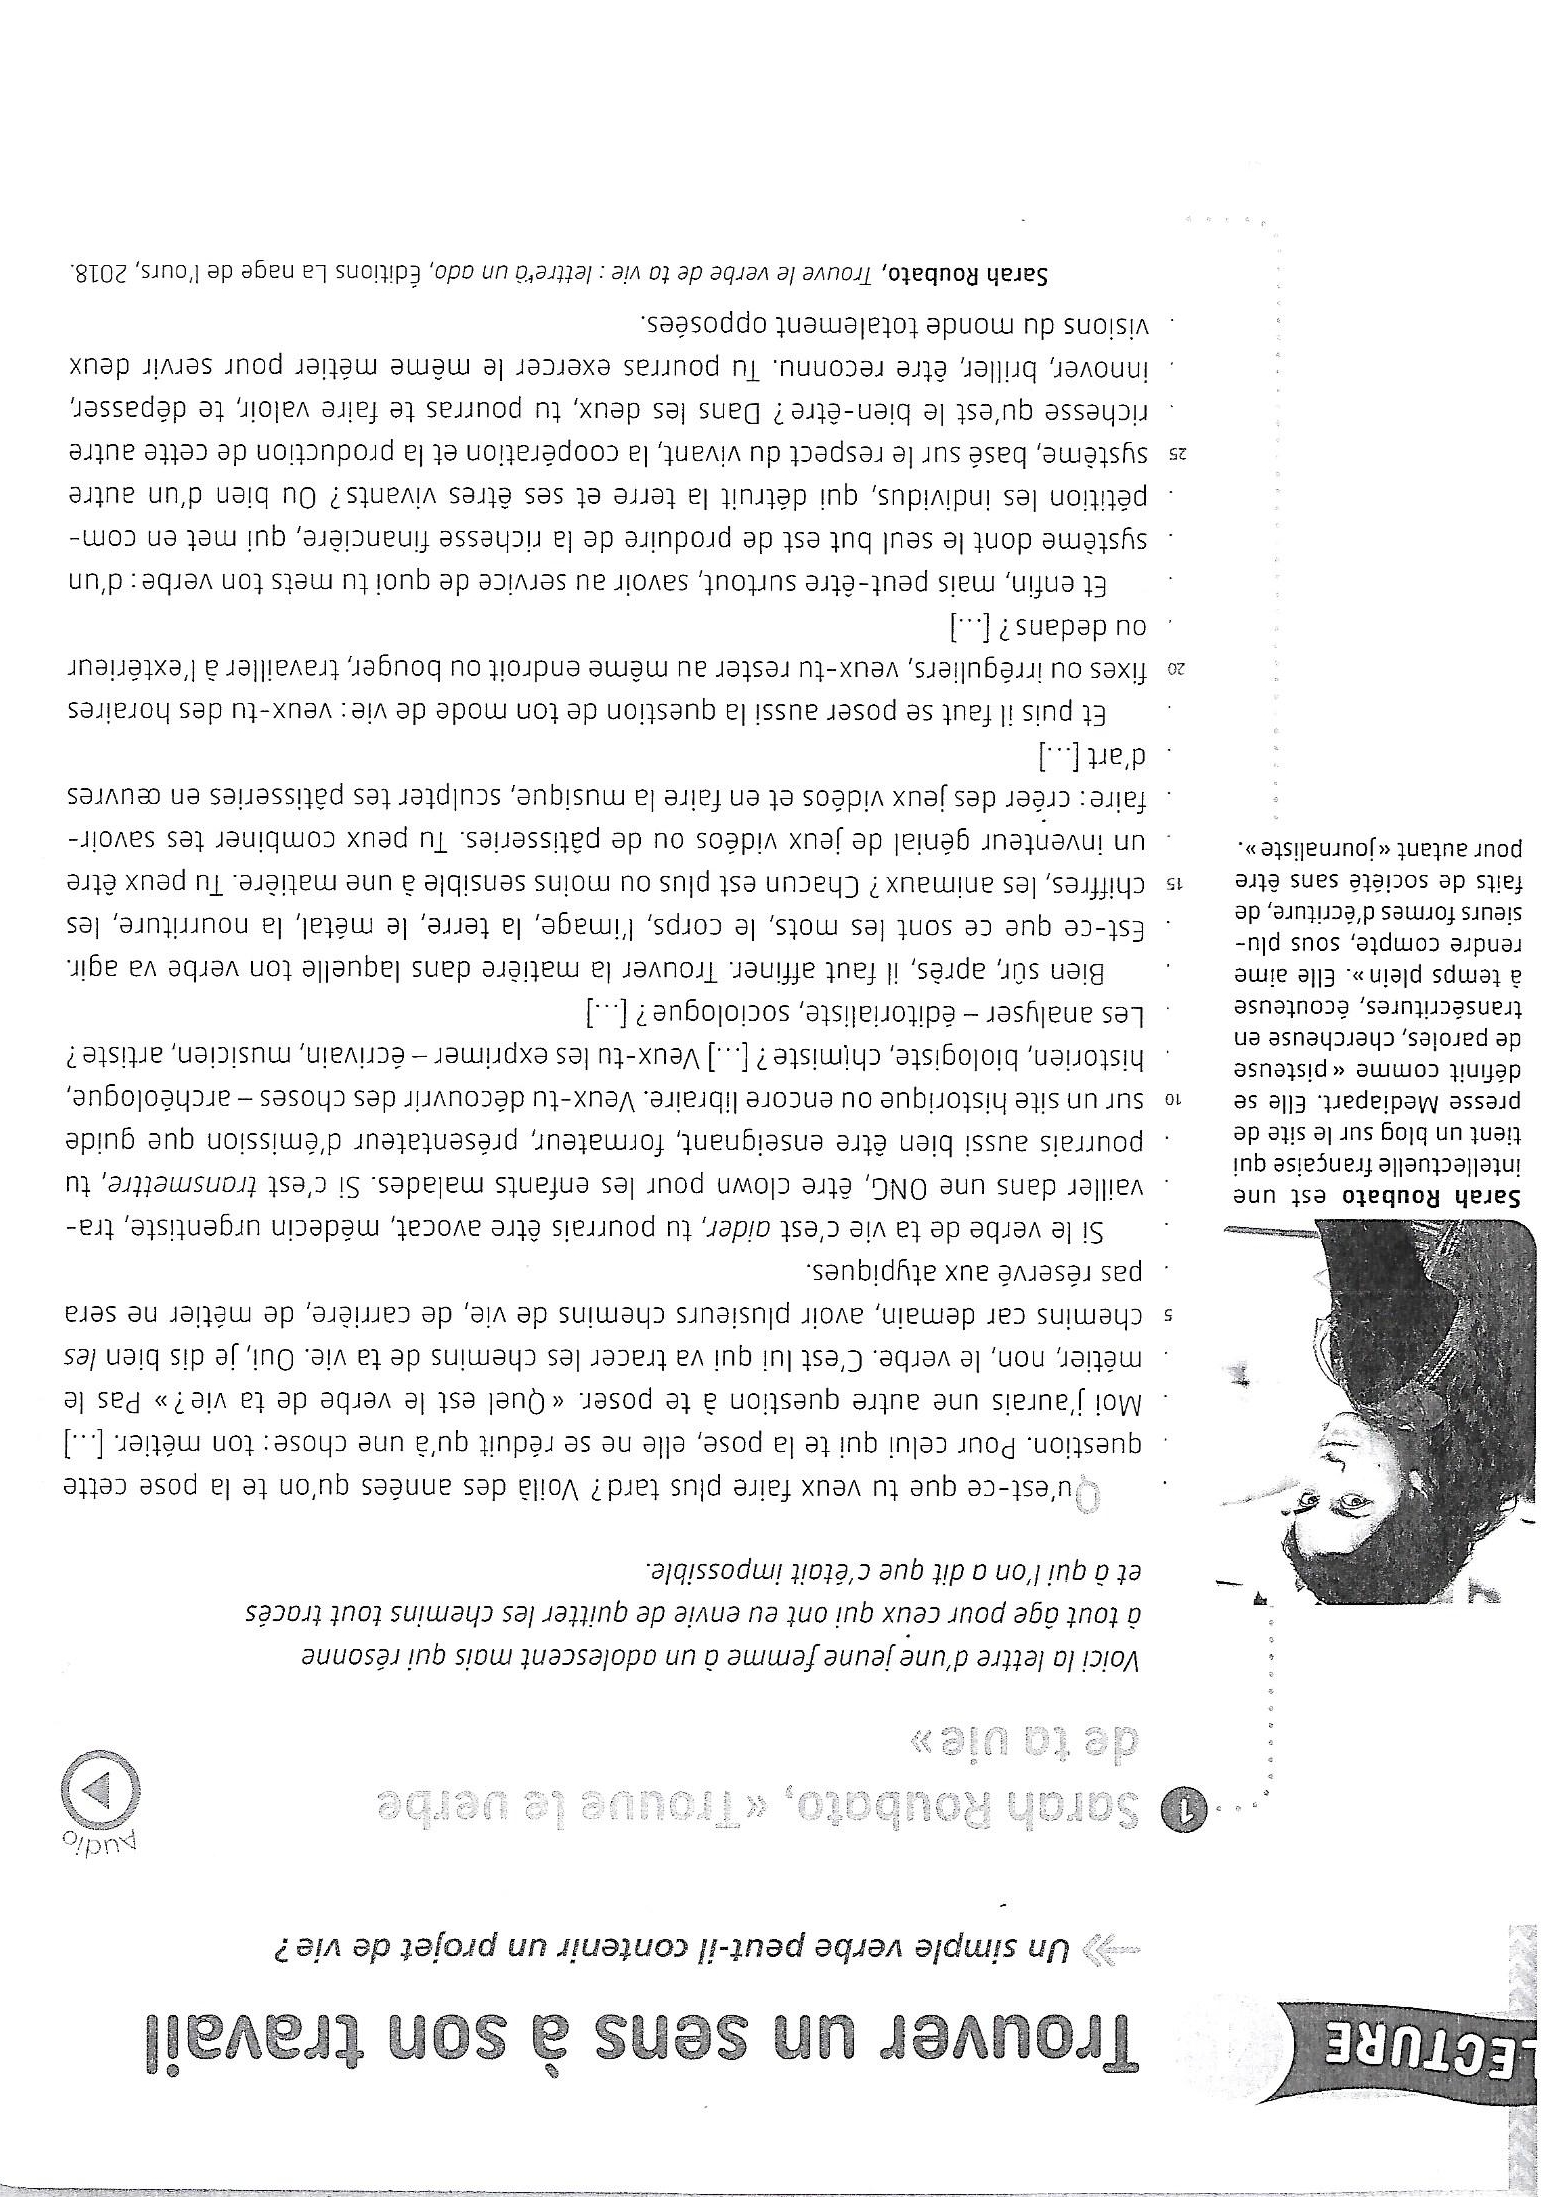 LECTURE
Trouver un sens à son travail
Un simple verbe peut-il contenir un projet de vie ?
Audio
1 Sarah Roubato, « Trouve le verbe
de ta vie »
Voici la lettre d'une jeune femme à un adolescent mais qui résonne
à tout âge pour ceux qui ont eu envie de quitter les chemins tout tracés
et à qui l'on a dit que c'était impossible.
Qu'est-ce que tu veux faire plus tard ? Voilà des années qu'on te la pose cette
question. Pour celui qui te la pose, elle ne se réduit qu'à une chose : ton métier. [...]
Moi j'aurais une autre question à te poser. « Quel est le verbe de ta vie ? » Pas le
métier, non, le verbe. C'est lui qui va tracer les chemins de ta vie. Oui, je dis bien les
5 chemins car demain, avoir plusieurs chemins de vie, de carrière, de métier ne sera
pas réservé aux atypiques.
Si le verbe de ta vie c'est aider, tu pourrais être avocat, médecin urgentiste, tra-
vailler dans une ONG, être clown pour les enfants malades. Si c'est transmettre, tu
pourrais aussi bien être enseignant, formateur, présentateur d'émission que guide
10 sur un site historique ou encore libraire. Veux-tu découvrir des choses – archéologue,
historien, biologiste, chimiste ? [...] Veux-tu les exprimer – écrivain, musicien, artiste ?
Les analyser – éditorialiste, sociologue ? [...]
Bien sûr, après, il faut affiner. Trouver la matière dans laquelle ton verbe va agir.
Est-ce que ce sont les mots, le corps, l'image, la terre, le métal, la nourriture, les
15 chiffres, les animaux ? Chacun est plus ou moins sensible à une matière. Tu peux être
un inventeur génial de jeux vidéos ou de pâtisseries. Tu peux combiner tes savoir-
faire : créer des jeux vidéos et en faire la musique, sculpter tes pâtisseries en œuvres
d'art [...]
Et puis il faut se poser aussi la question de ton mode de vie : veux-tu des horaires
20 fixes ou irréguliers, veux-tu rester au même endroit ou bouger, travailler à l'extérieur
ou dedans ? [...]
Et enfin, mais peut-être surtout, savoir au service de quoi tu mets ton verbe : d'un
système dont le seul but est de produire de la richesse financière, qui met en com-
pétition les individus, qui détruit la terre et ses êtres vivants ? Ou bien d'un autre
25 système, basé sur le respect du vivant, la coopération et la production de cette autre
richesse qu'est le bien-être ? Dans les deux, tu pourras te faire valoir, te dépasser,
innover, briller, être reconnu. Tu pourras exercer le même métier pour servir deux
visions du monde totalement opposées.
Sarah Roubato, Trouve le verbe de ta vie : lettre à un ado, Éditions La nage de l'ours, 2018.
Sarah Roubato est une
intellectuelle française qui
tient un blog sur le site de
presse Mediapart. Elle se
définit comme « pisteuse
de paroles, chercheuse en
transécritures, écouteuse
à temps plein ». Elle aime
rendre compte, sous plu-
sieurs formes d'écriture, de
faits de société sans être
pour autant « journaliste ».